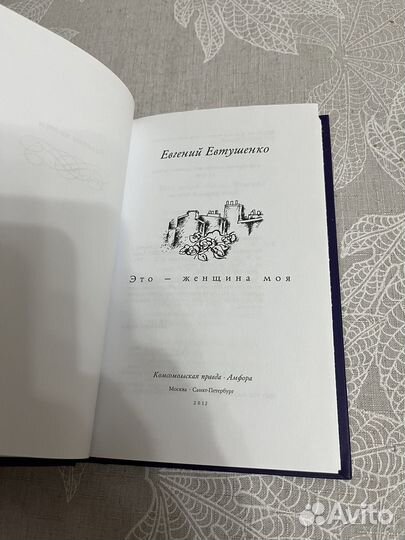 Евгений Евтушенко
Это – женщина моя
Комсомольская правда · Амфора
Москва · Санкт-Петербург
2012
Avito